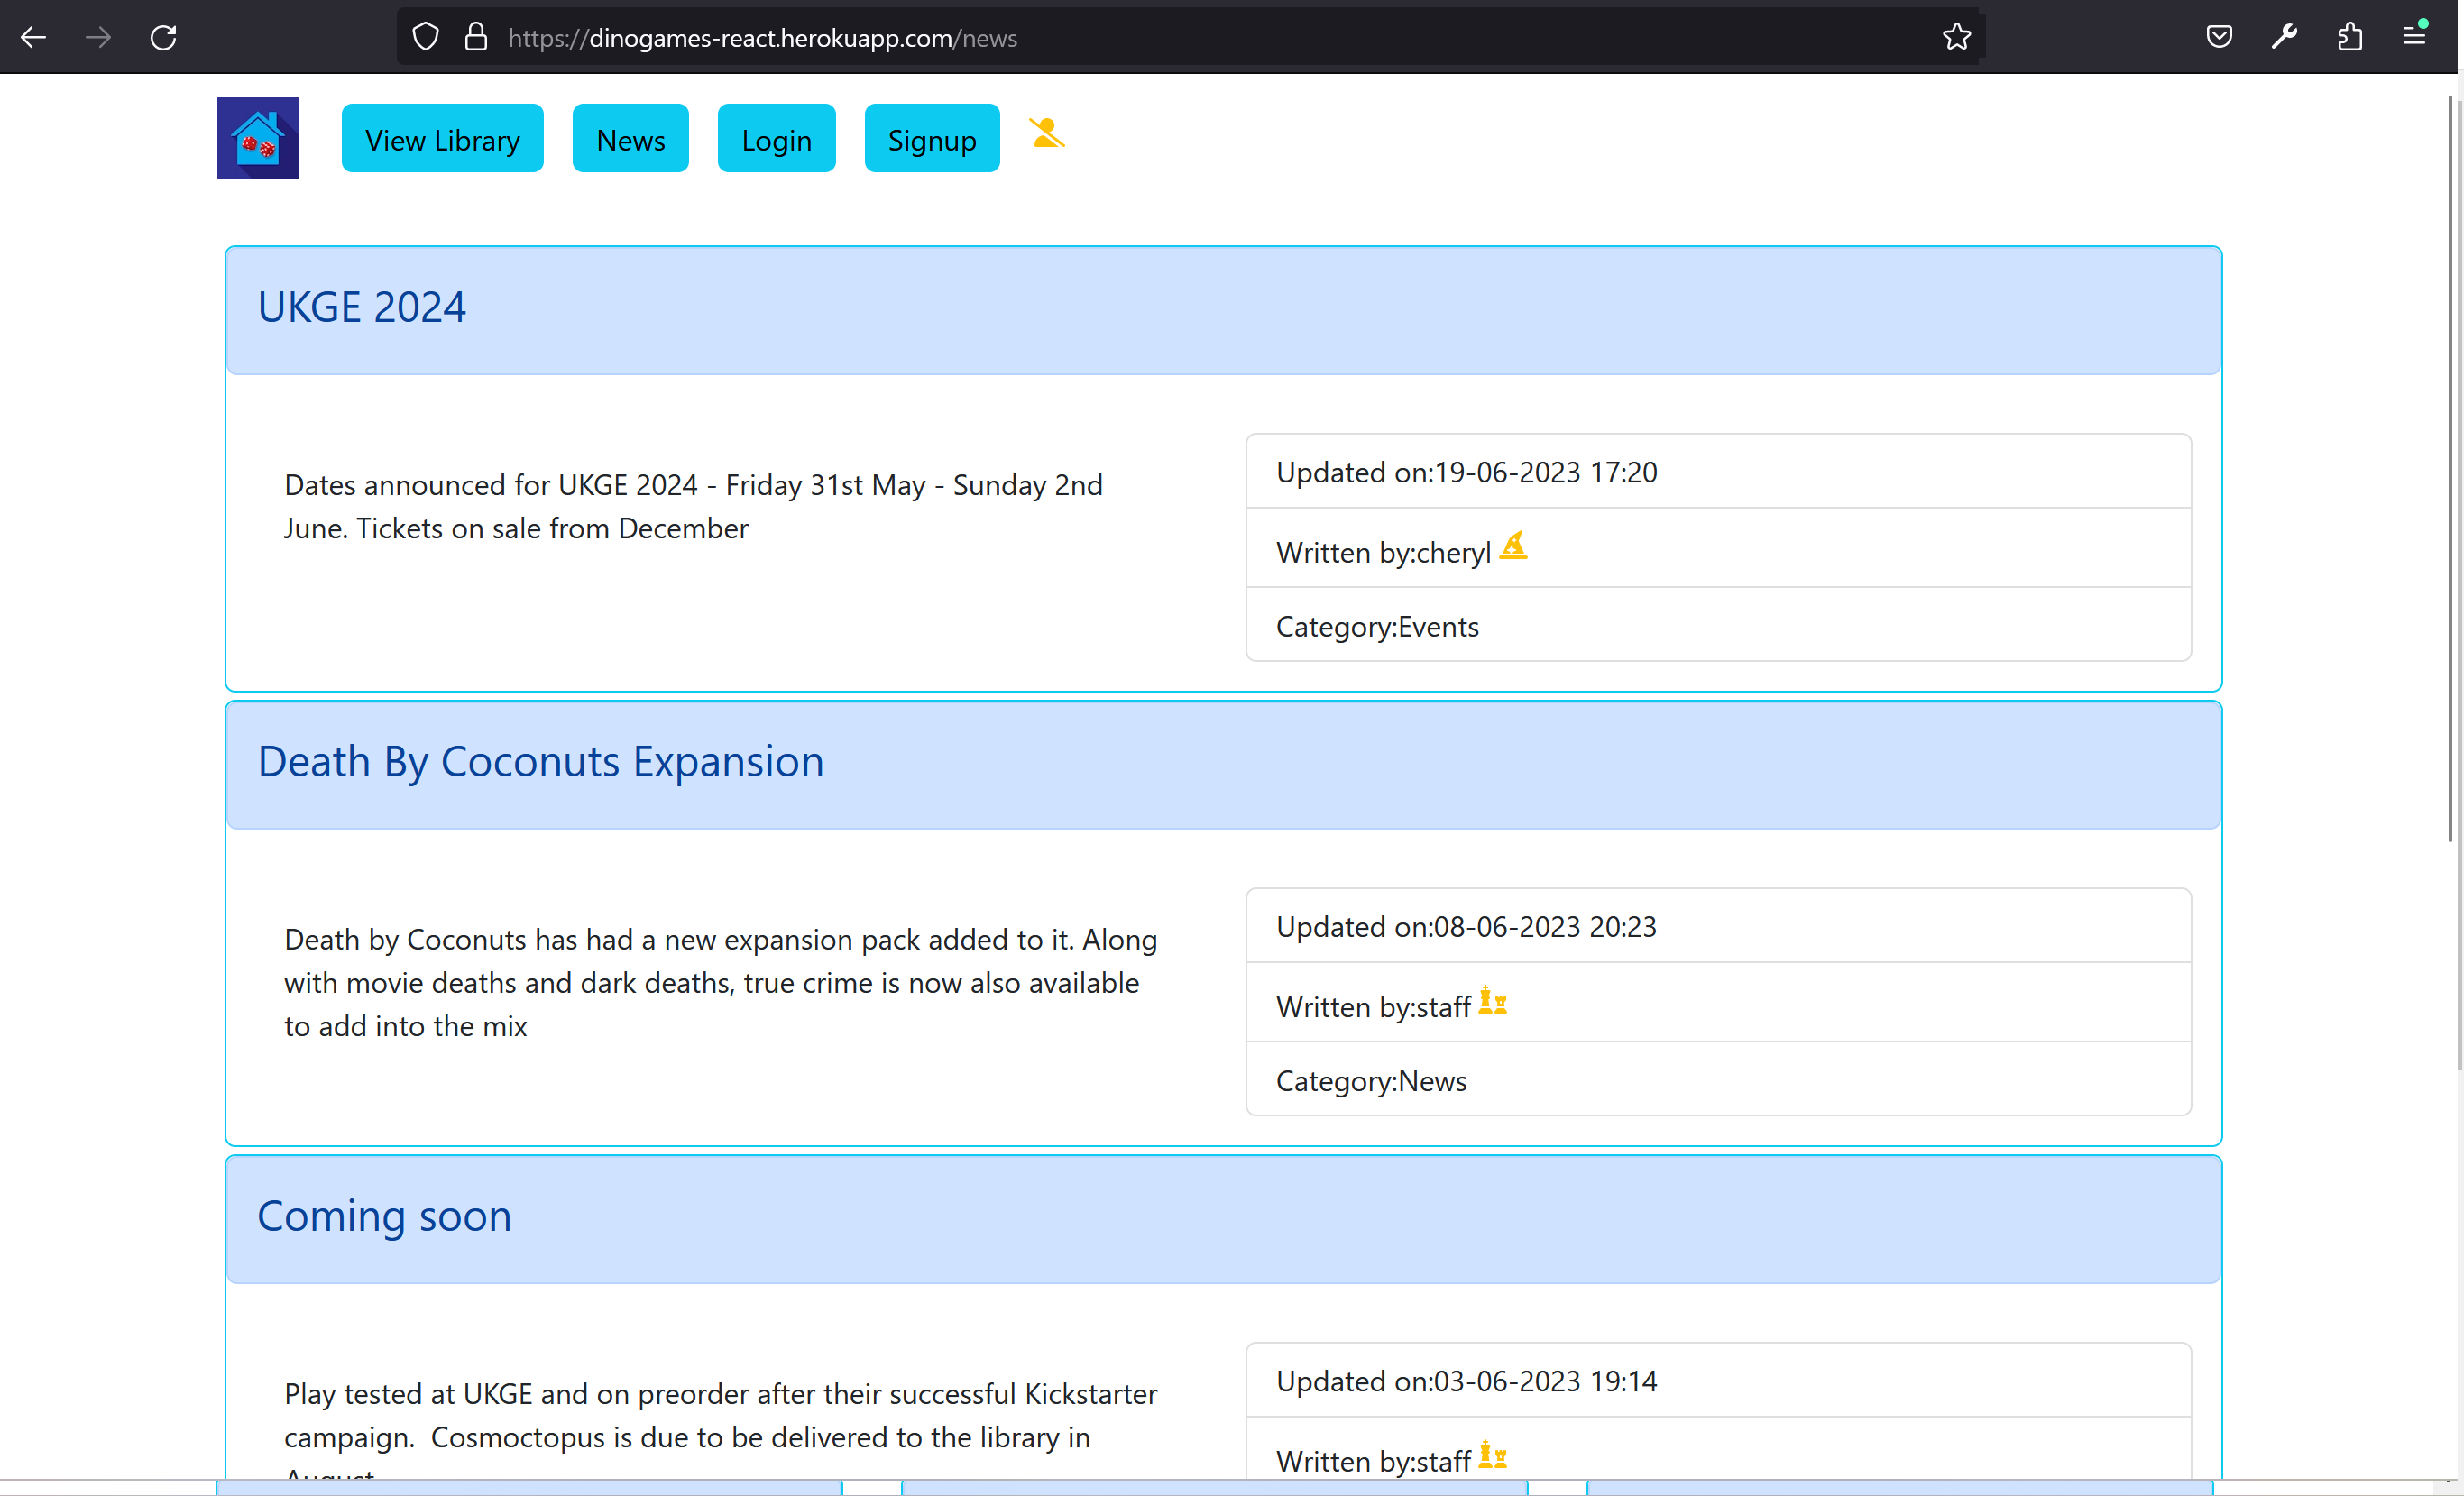 https://dinogames-react.herokuapp.com/news
View Library News Login Signup
UKGE 2024
Dates announced for UKGE 2024 - Friday 31st May - Sunday 2nd
June. Tickets on sale from December
Updated on:19-06-2023 17:20
Written by:cheryl
Category:Events
Death By Coconuts Expansion
Death by Coconuts has had a new expansion pack added to it. Along
with movie deaths and dark deaths, true crime is now also available
to add into the mix
Updated on:08-06-2023 20:23
Written by:staff
Category:News
Coming soon
Play tested at UKGE and on preorder after their successful Kickstarter
campaign.  Cosmoctopus is due to be delivered to the library in
August
Updated on:03-06-2023 19:14
Written by:staff